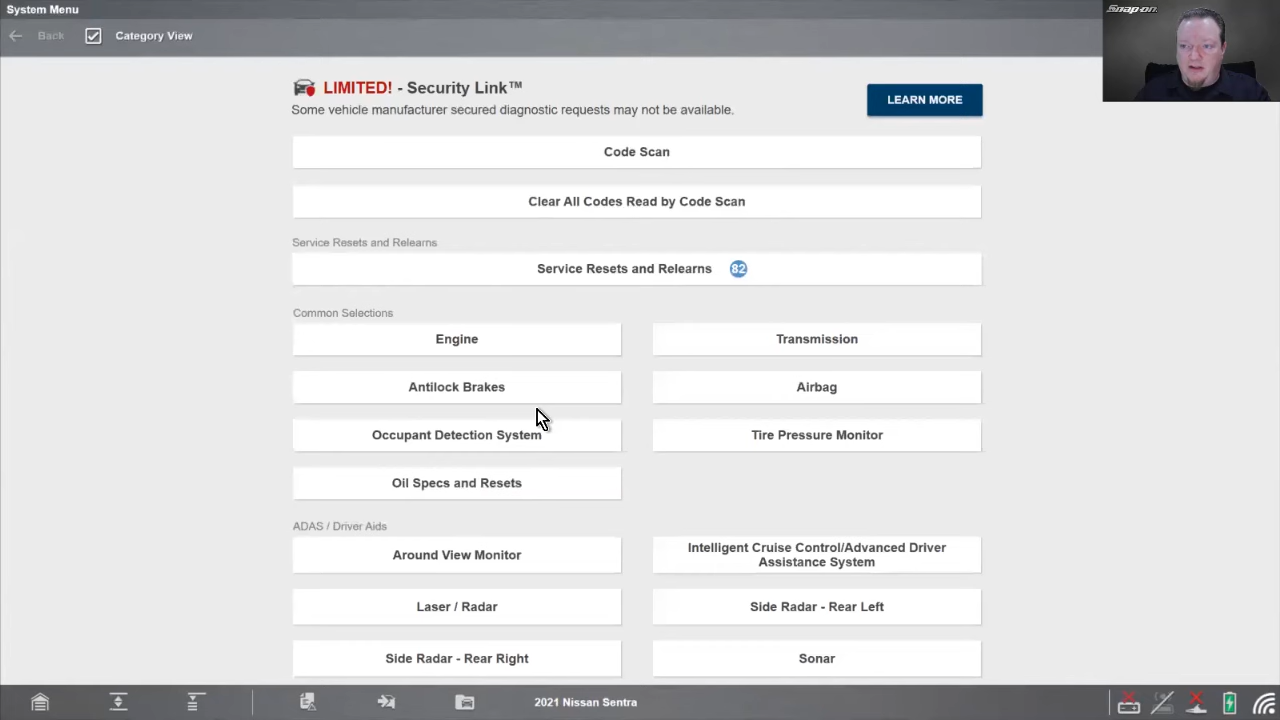 System Menu
Snap-on
Back
Category View
LIMITED! - Security Link™
Some vehicle manufacturer secured diagnostic requests may not be available.
LEARN MORE
Code Scan
Clear All Codes Read by Code Scan
Service Resets and Relearns
Service Resets and Relearns 82
Common Selections
Engine
Transmission
Antilock Brakes
Airbag
Occupant Detection System
Tire Pressure Monitor
Oil Specs and Resets
ADAS / Driver Aids
Around View Monitor
Intelligent Cruise Control/Advanced Driver
Assistance System
Laser / Radar
Side Radar - Rear Left
Side Radar - Rear Right
Sonar
2021 Nissan Sentra